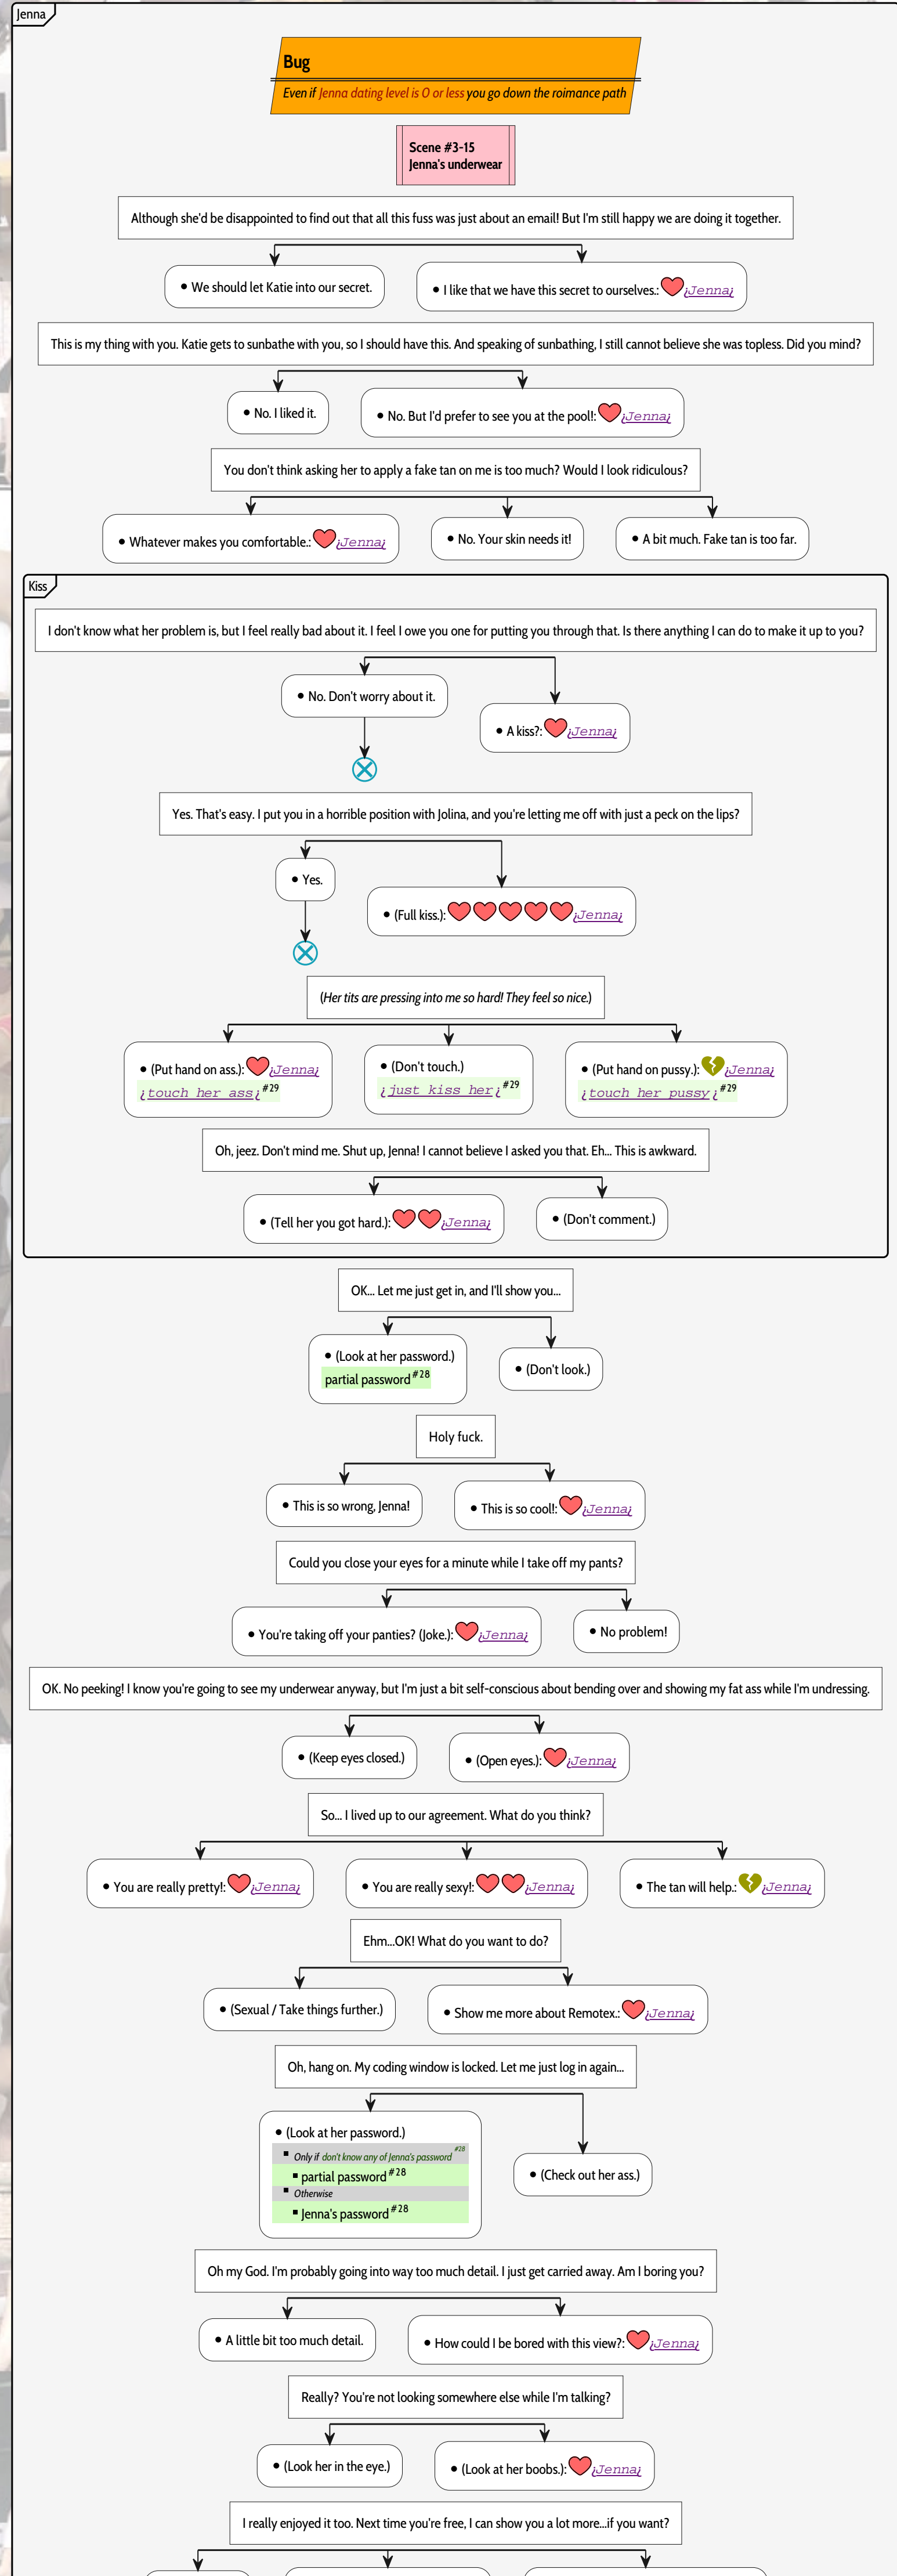 Jenna
Bug
Even if Jenna dating level is 0 or less you go down the roimance path
Scene #3-15
Jenna's underwear
Although she'd be disappointed to find out that all this fuss was just about an email! But I'm still happy we are doing it together.
• We should let Katie into our secret.
• I like that we have this secret to ourselves.: ¿Jenna¿
This is my thing with you. Katie gets to sunbathe with you, so I should have this. And speaking of sunbathing, I still cannot believe she was topless. Did you mind?
• No. I liked it.
• No. But I'd prefer to see you at the pool!: ¿Jenna¿
You don't think asking her to apply a fake tan on me is too much? Would I look ridiculous?
• Whatever makes you comfortable.: ¿Jenna¿
• No. Your skin needs it!
• A bit much. Fake tan is too far.
Kiss
I don't know what her problem is, but I feel really bad about it. I feel I owe you one for putting you through that. Is there anything I can do to make it up to you?
• No. Don't worry about it.
• A kiss?: ¿Jenna¿
Yes. That's easy. I put you in a horrible position with Jolina, and you're letting me off with just a peck on the lips?
• Yes.
• (Full kiss.): ¿Jenna¿
(Her tits are pressing into me so hard! They feel so nice.)
• (Put hand on ass.): ¿Jenna¿
¿touch her ass¿ #29
• (Don't touch.)
¿just kiss her¿ #29
• (Put hand on pussy.): ¿Jenna¿
¿touch her pussy¿ #29
Oh, jeez. Don't mind me. Shut up, Jenna! I cannot believe I asked you that. Eh... This is awkward.
• (Tell her you got hard.): ¿Jenna¿
• (Don't comment.)
OK... Let me just get in, and I'll show you...
• (Look at her password.)
partial password #28
• (Don't look.)
Holy fuck.
• This is so wrong, Jenna!
• This is so cool!: ¿Jenna¿
Could you close your eyes for a minute while I take off my pants?
• You're taking off your panties? (Joke.): ¿Jenna¿
• No problem!
OK. No peeking! I know you're going to see my underwear anyway, but I'm just a bit self-conscious about bending over and showing my fat ass while I'm undressing.
• (Keep eyes closed.)
• (Open eyes.): ¿Jenna¿
So... I lived up to our agreement. What do you think?
• You are really pretty!: ¿Jenna¿
• You are really sexy!: ¿Jenna¿
• The tan will help.: ¿Jenna¿
Ehm...OK! What do you want to do?
• (Sexual / Take things further.)
• Show me more about Remotex.: ¿Jenna¿
Oh, hang on. My coding window is locked. Let me just log in again...
• (Look at her password.)
▪ Only if don't know any of Jenna's password #28
▪ partial password #28
▪ Otherwise
▪ Jenna's password #28
• (Check out her ass.)
Oh my God. I'm probably going into way too much detail. I just get carried away. Am I boring you?
• A little bit too much detail.
• How could I be bored with this view?: ¿Jenna¿
Really? You're not looking somewhere else while I'm talking?
• (Look her in the eye.)
• (Look at her boobs.): ¿Jenna¿
I really enjoyed it too. Next time you're free, I can show you a lot more...if you want?